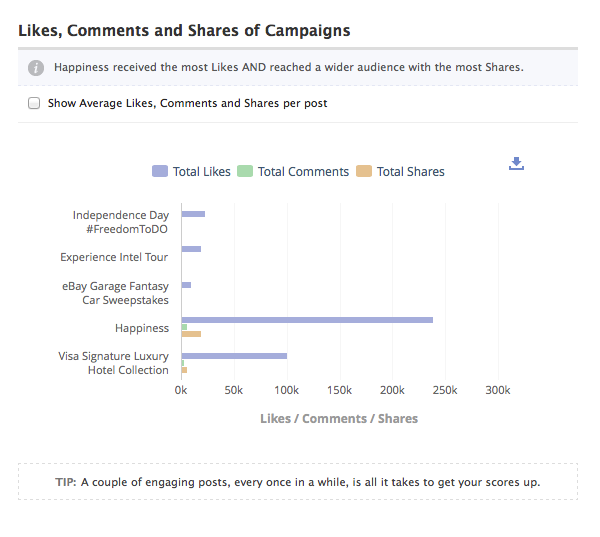 Likes, Comments and Shares of Campaigns
i Happiness received the most Likes AND reached a wider audience with the most Shares.
Show Average Likes, Comments and Shares per post
Total Likes Total Comments Total Shares
Independence Day
#FreedomToDO
Experience Intel Tour
eBay Garage Fantasy
Car Sweepstakes
Happiness
Visa Signature Luxury
Hotel Collection
0k 50k 100k 150k 200k 250k 300k
Likes / Comments / Shares
TIP: A couple of engaging posts, every once in a while, is all it takes to get your scores up.